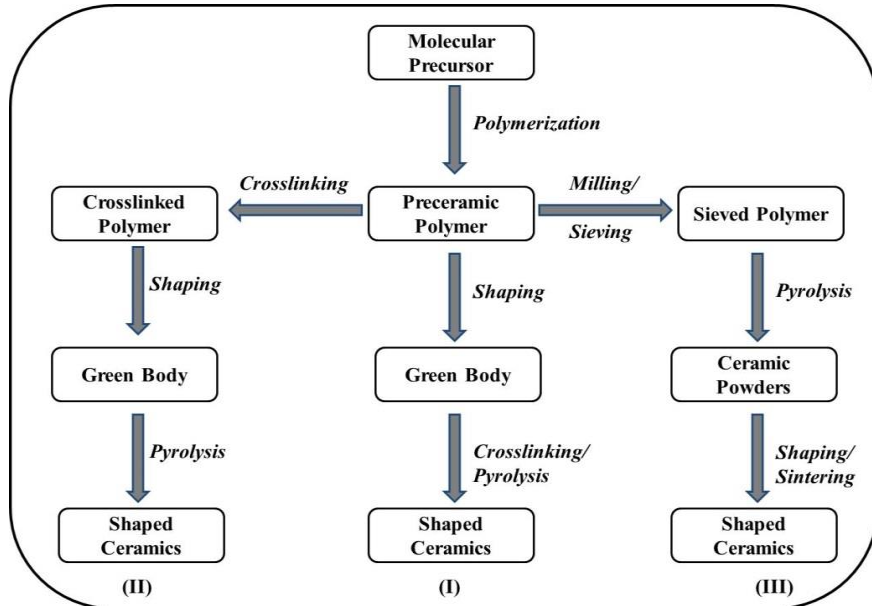 Molecular
Precursor
Polymerization
Crosslinking
Milling/
Crosslinked
Polymer
Preceramic
Polymer
Sieved Polymer
Sieving
Shaping
Shaping
Pyrolysis
Green Body
Green Body
Ceramic
Powders
Pyrolysis
Crosslinking/
Pyrolysis
Shaping/
Sintering
Shaped
Ceramics
Shaped
Ceramics
Shaped
Ceramics
(II)
(I)
(III)